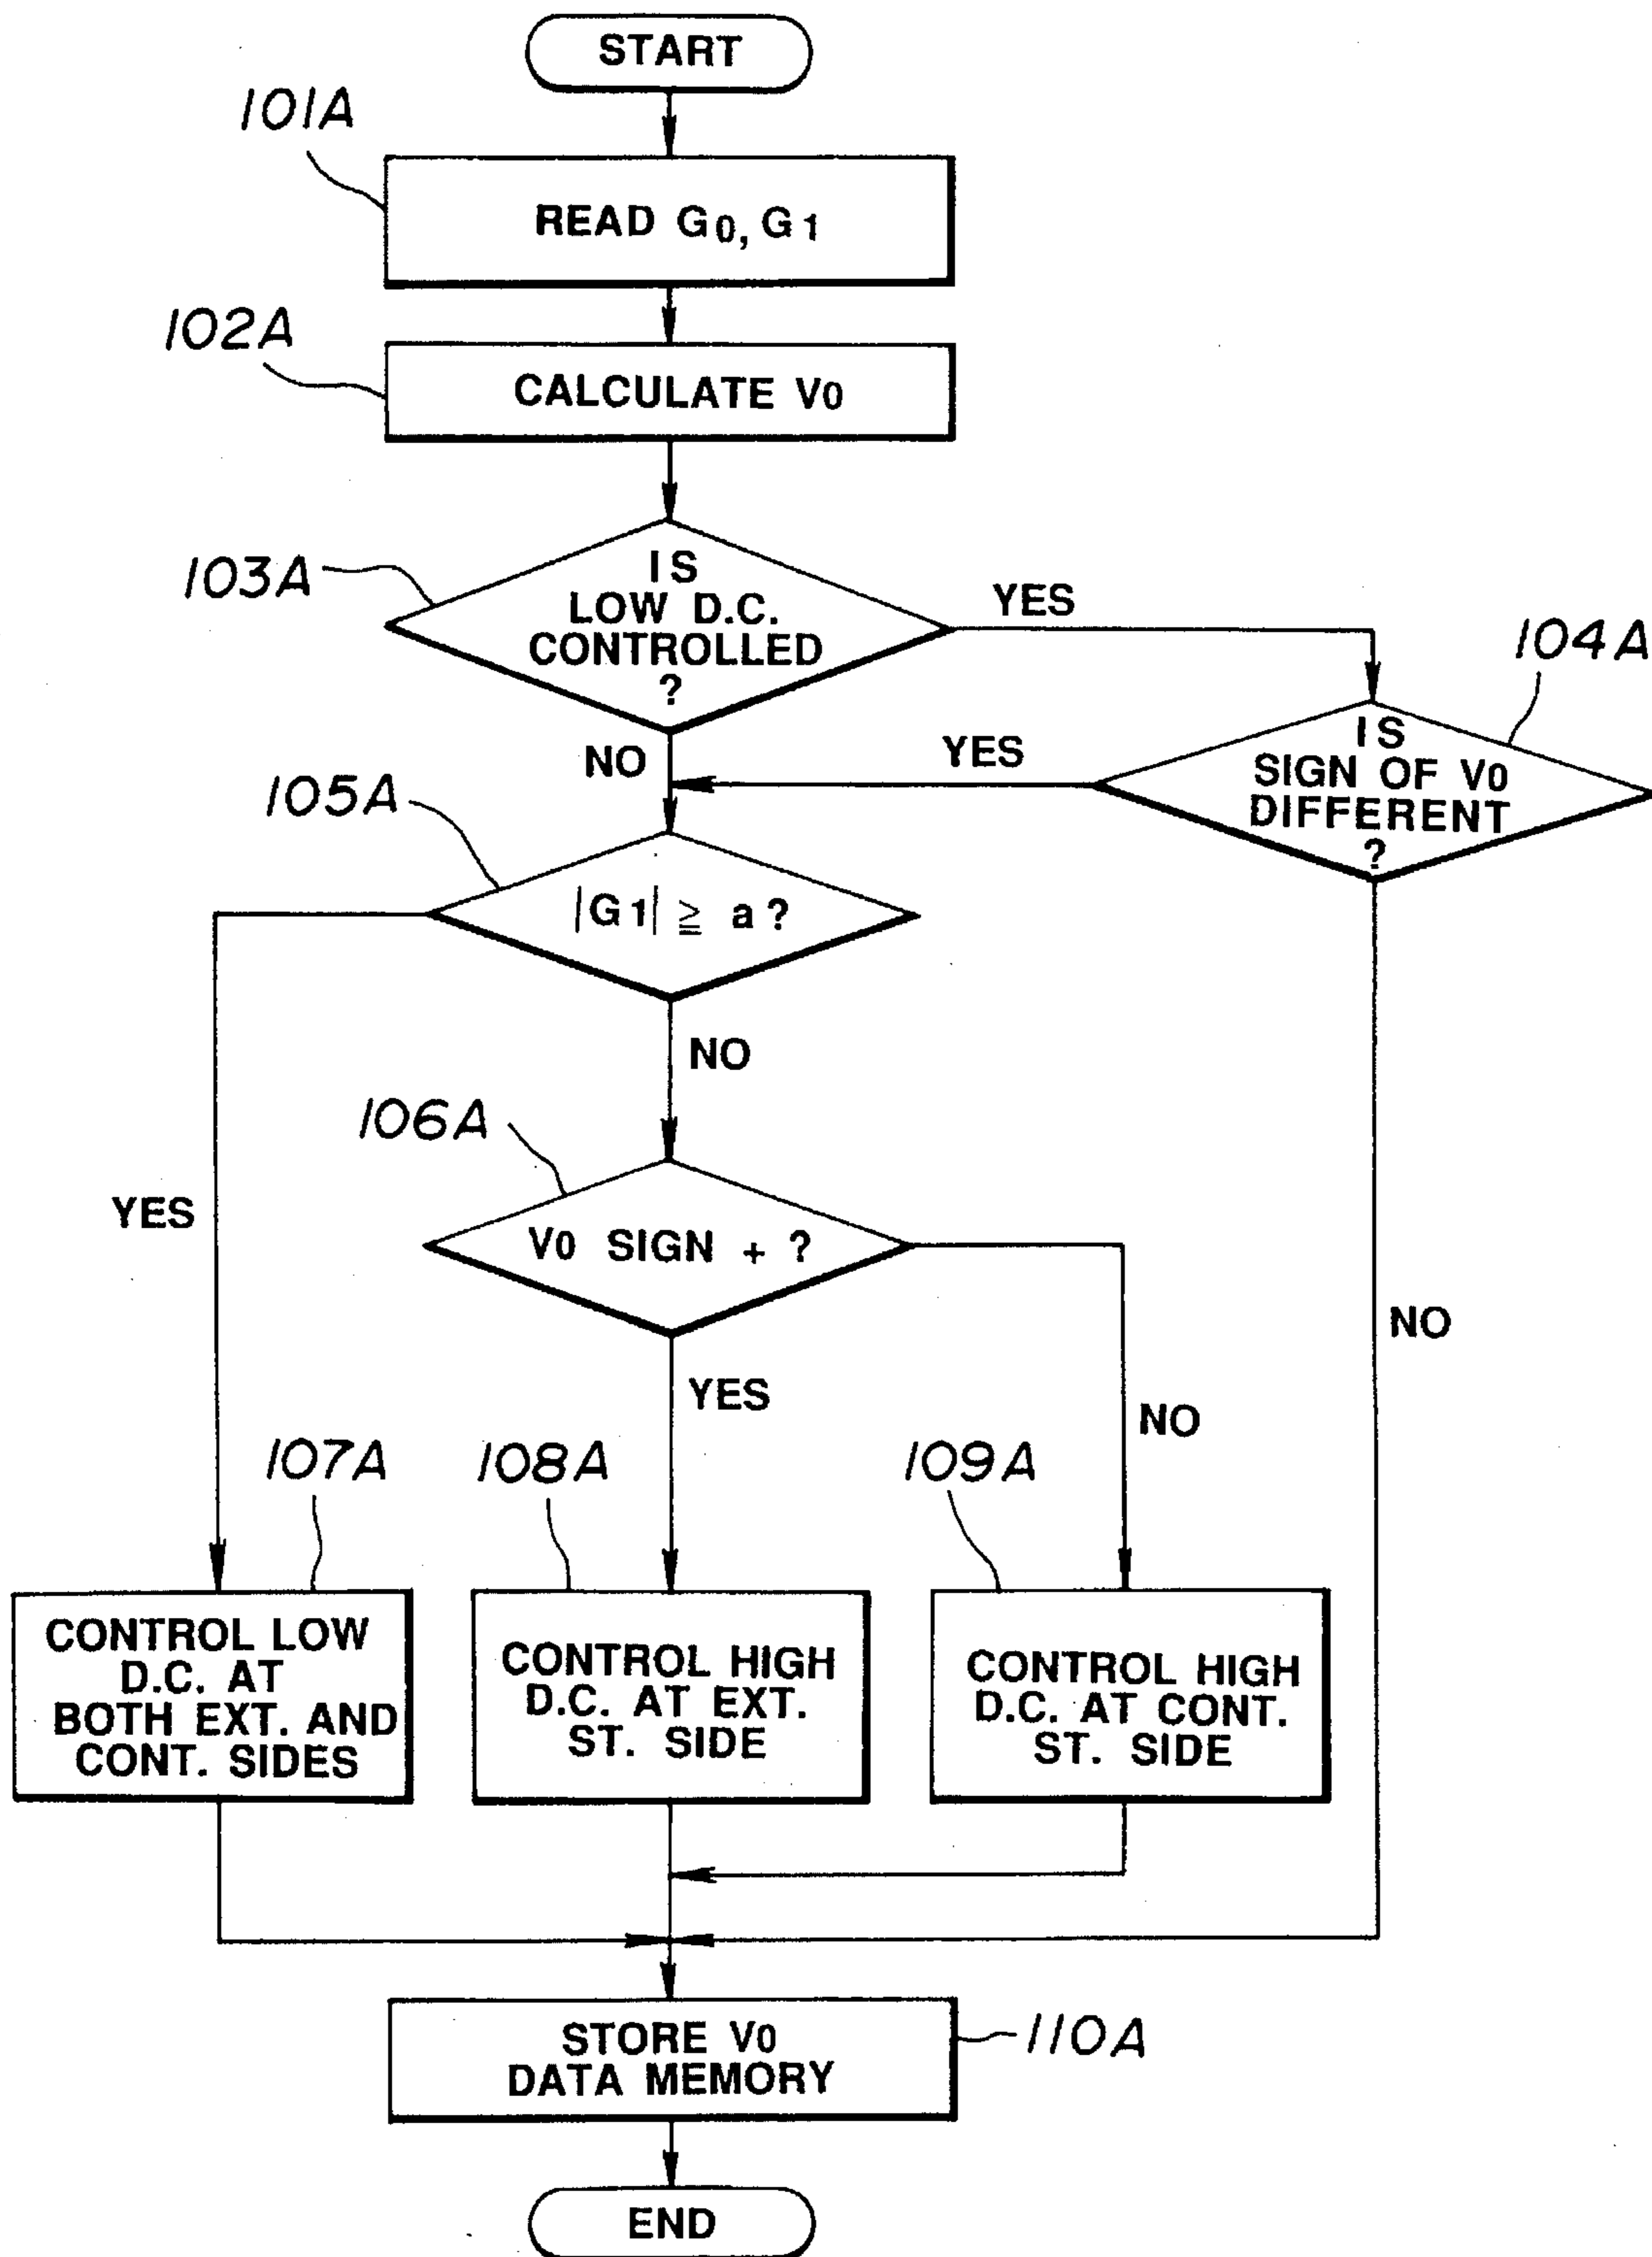 START
101A
READ G0, G1
102A
CALCULATE V0
103A
IS
LOW D.C.
CONTROLLED
?
YES
104A
IS
SIGN OF V0
DIFFERENT
?
YES
NO
105A
|G1| ≧ a?
NO
106A
YES
V0 SIGN + ?
NO
YES
NO
107A
108A
109A
CONTROL LOW
D.C. AT
BOTH EXT. AND
CONT. SIDES
CONTROL HIGH
D.C. AT EXT.
ST. SIDE
CONTROL HIGH
D.C. AT CONT.
ST. SIDE
STORE V0
DATA MEMORY
110A
END